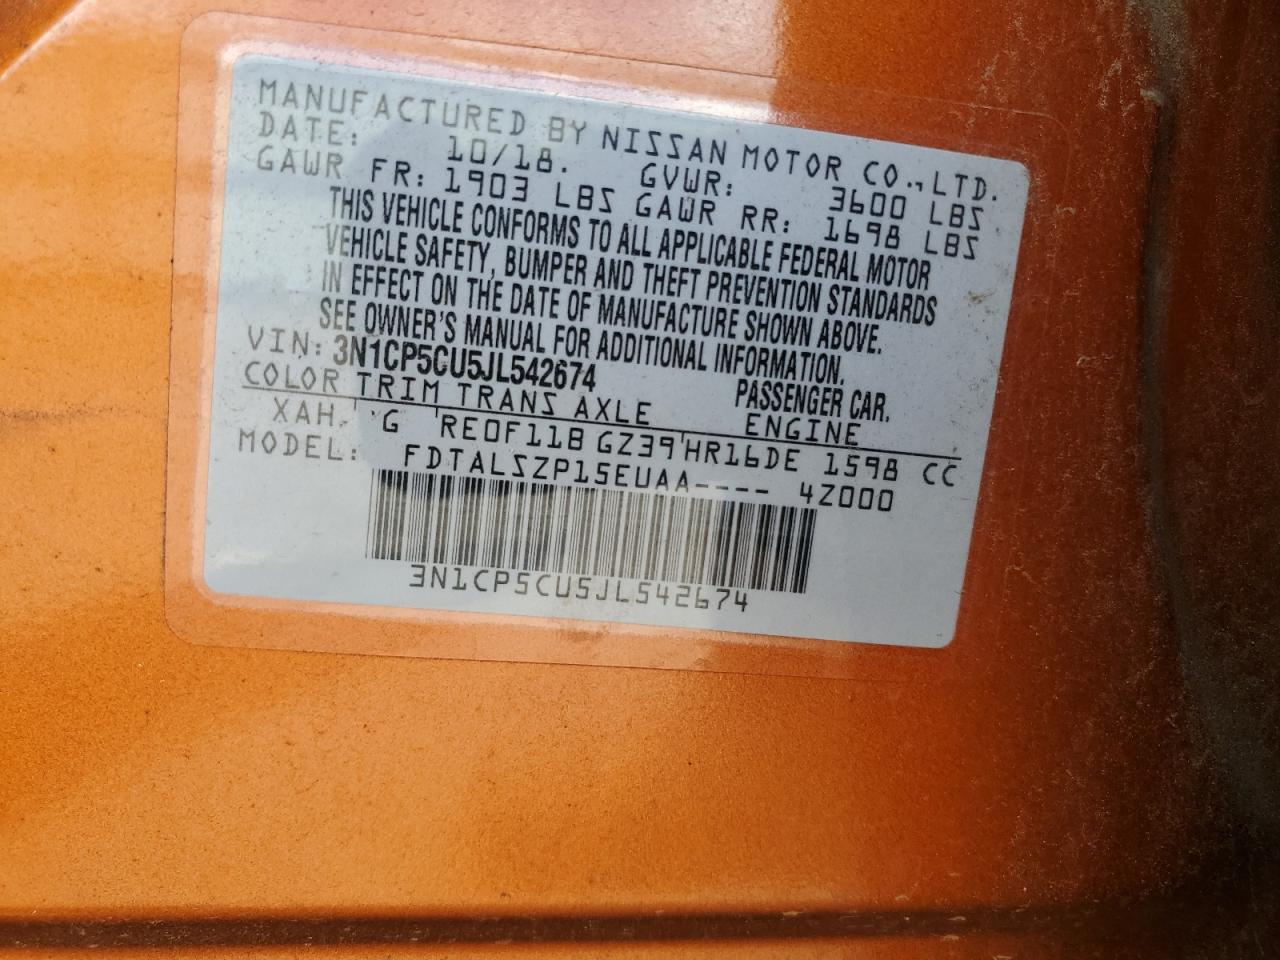 MANUFACTURED BY NISSAN MOTOR CO.,LTD.
DATE: 10/18. GVWR: 3600 LBS
GAWR FR: 1903 LBS GAWR RR: 1698 LBS
THIS VEHICLE CONFORMS TO ALL APPLICABLE FEDERAL MOTOR
VEHICLE SAFETY, BUMPER AND THEFT PREVENTION STANDARDS
IN EFFECT ON THE DATE OF MANUFACTURE SHOWN ABOVE.
SEE OWNER'S MANUAL FOR ADDITIONAL INFORMATION.
VIN: 3N1CP5CU5JL542674 PASSENGER CAR.
COLOR TRIM TRANS AXLE ENGINE
XAH. G RE0F11B GZ39 HR16DE 1598 CC
MODEL: FDTALSZP15EUAA---- 4Z000
3N1CP5CU5JL542674